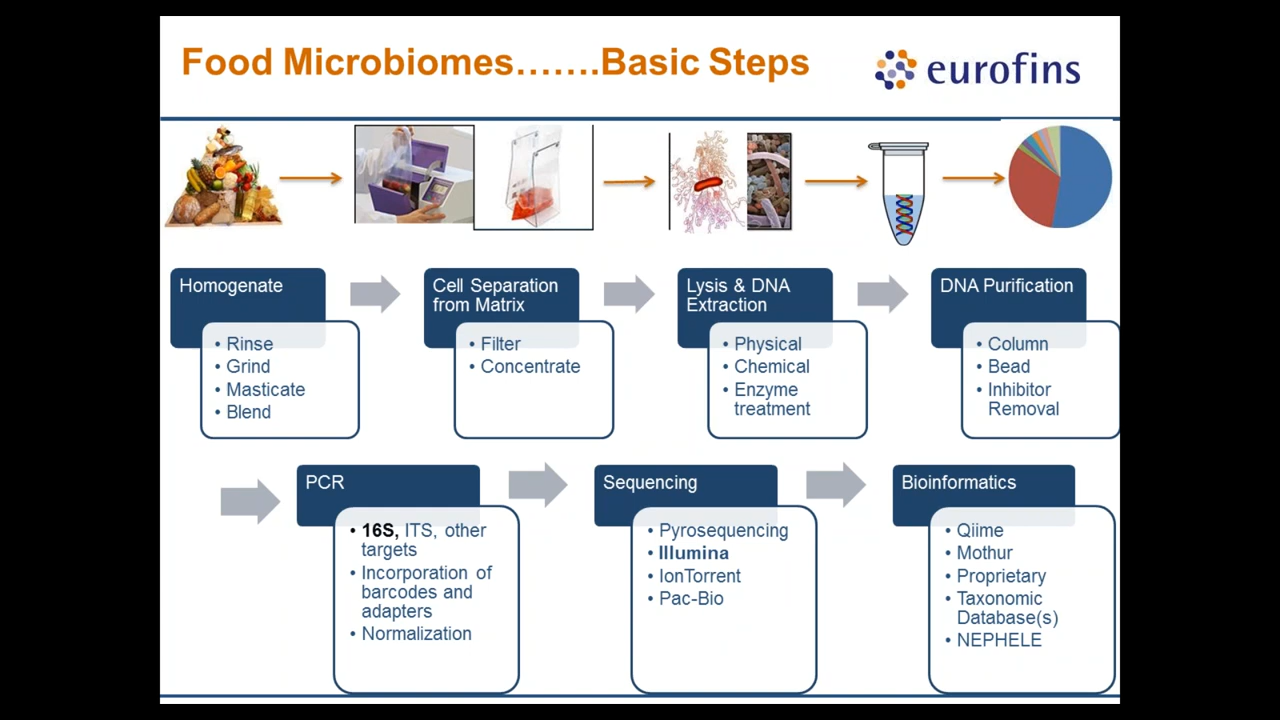 Food Microbiomes…….Basic Steps
eurofins
Homogenate
• Rinse
• Grind
• Masticate
• Blend
Cell Separation
from Matrix
• Filter
• Concentrate
Lysis & DNA
Extraction
• Physical
• Chemical
• Enzyme
treatment
DNA Purification
• Column
• Bead
• Inhibitor
Removal
PCR
• 16S, ITS, other
targets
• Incorporation of
barcodes and
adapters
• Normalization
Sequencing
• Pyrosequencing
• Illumina
• IonTorrent
• Pac-Bio
Bioinformatics
• Qiime
• Mothur
• Proprietary
• Taxonomic
Database(s)
• NEPHELE